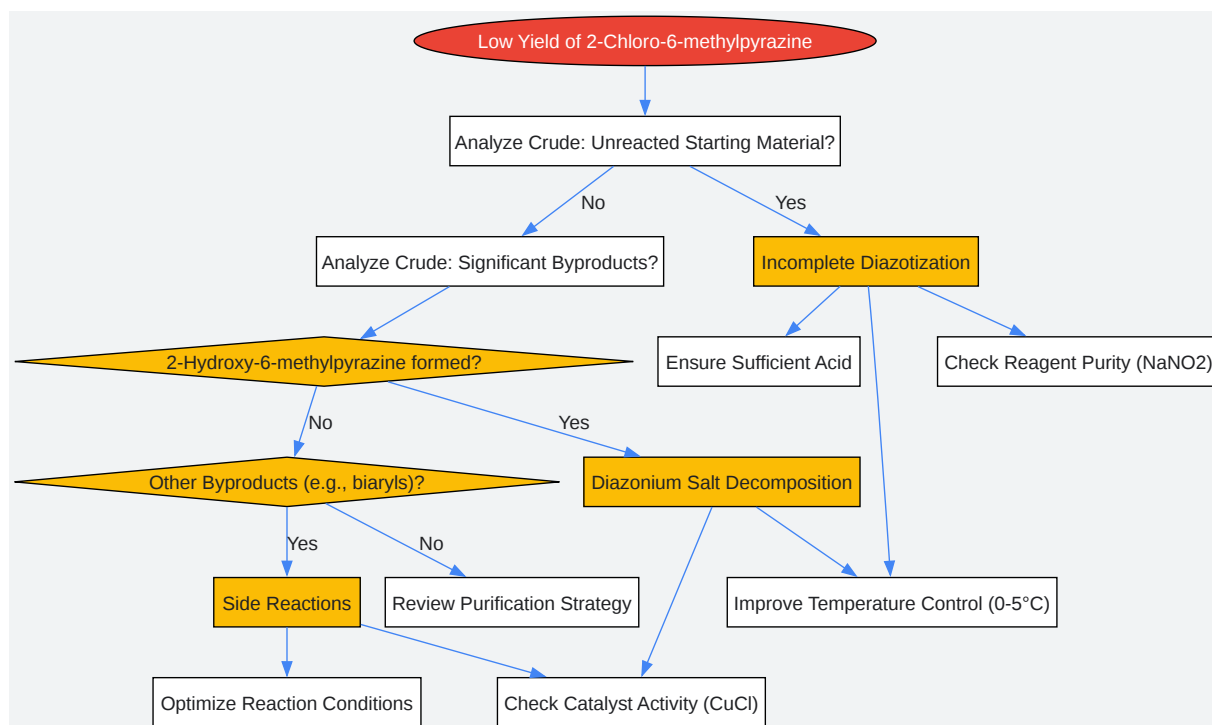 Low Yield of 2-Chloro-6-methylpyrazine
Analyze Crude: Unreacted Starting Material?
No
Yes
Analyze Crude: Significant Byproducts?
Incomplete Diazotization
2-Hydroxy-6-methylpyrazine formed?
Ensure Sufficient Acid
Check Reagent Purity (NaNO2)
No
Yes
Other Byproducts (e.g., biaryls)?
Diazonium Salt Decomposition
Yes
No
Side Reactions
Review Purification Strategy
Improve Temperature Control (0-5°C)
Optimize Reaction Conditions
Check Catalyst Activity (CuCl)